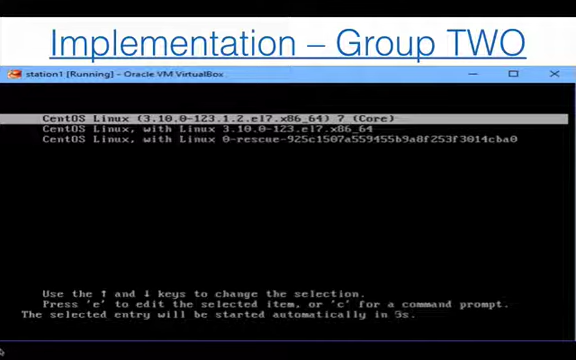 Implementation – Group TWO
station1 [Running] - Oracle VM VirtualBox
CentOS Linux (3.10.0-123.1.2.el7.x86_64) 7 (Core)
CentOS Linux, with Linux 3.10.0-123.el7.x86_64
CentOS Linux, with Linux 0-rescue-925c1507a559455b9a8f253f3014cba0
Use the ↑ and ↓ keys to change the selection.
Press 'e' to edit the selected item, or 'c' for a command prompt.
The selected entry will be started automatically in 3s.